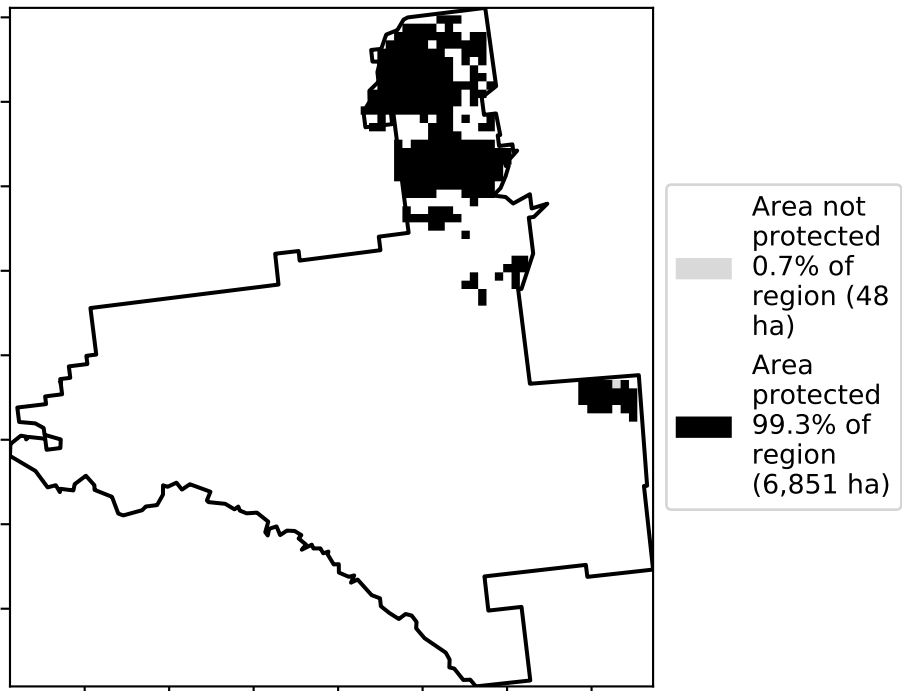 Area not
protected
0.7% of
region (48
ha)
Area
protected
99.3% of
region
(6,851 ha)